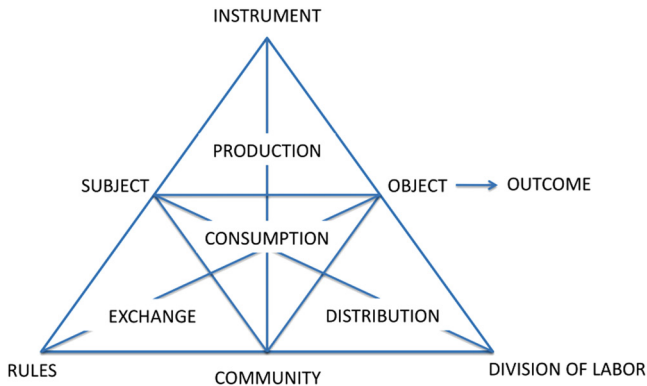 INSTRUMENT
PRODUCTION
SUBJECT
OBJECT
OUTCOME
CONSUMPTION
EXCHANGE
DISTRIBUTION
RULES
COMMUNITY
DIVISION OF LABOR